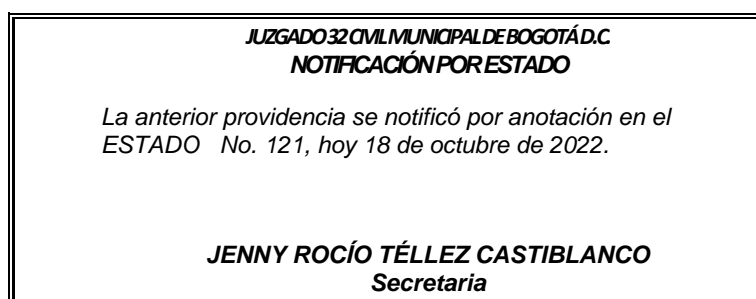 JUZGADO 32 CIVIL MUNICIPAL DE BOGOTÁ D.C.
NOTIFICACIÓN POR ESTADO
La anterior providencia se notificó por anotación en el
ESTADO No. 121, hoy 18 de octubre de 2022.
JENNY ROCÍO TÉLLEZ CASTIBLANCO
Secretaria